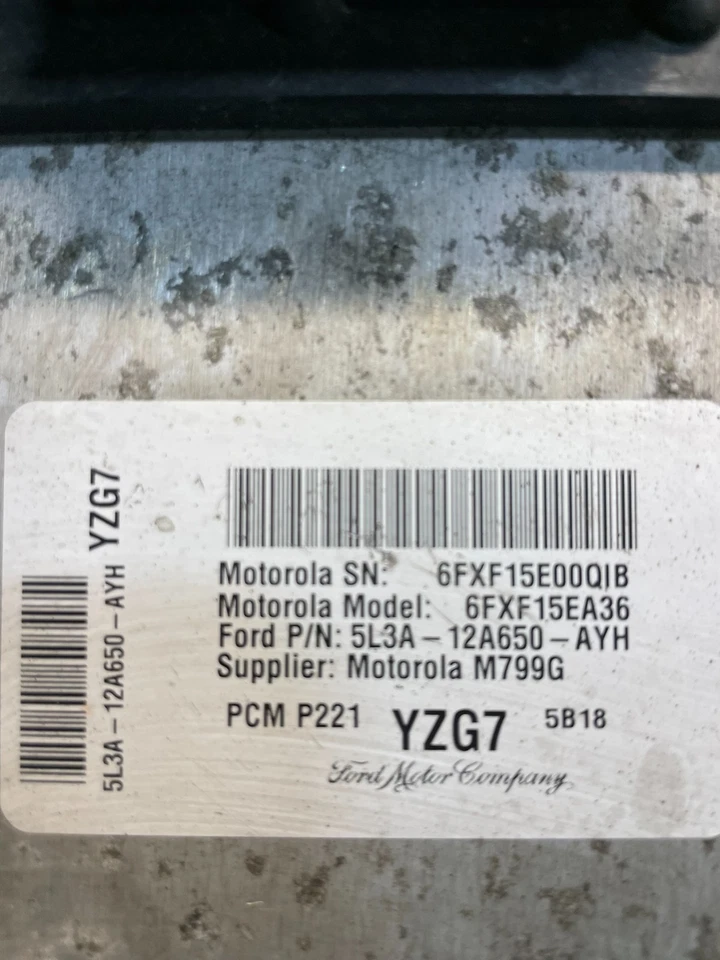 YZG7
5L3A-12A650-AYH
Motorola SN: 6FXF15E00QIB
Motorola Model: 6FXF15EA36
Ford P/N: 5L3A-12A650-AYH
Supplier: Motorola M799G
PCM P221 YZG7 5B18
Ford Motor Company